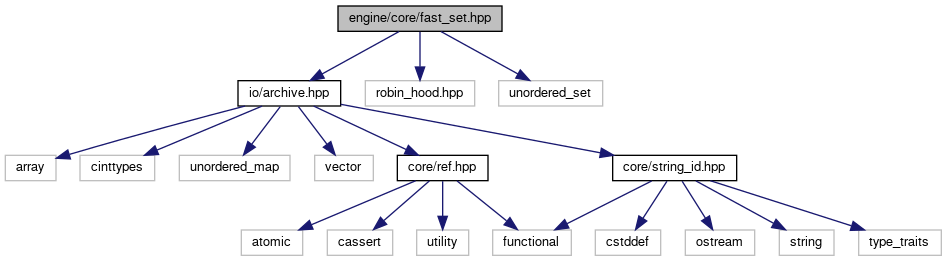 engine/core/fast_set.hpp
io/archive.hpp
robin_hood.hpp
unordered_set
array
cinttypes
unordered_map
vector
core/ref.hpp
core/string_id.hpp
atomic
cassert
utility
functional
cstddef
ostream
string
type_traits